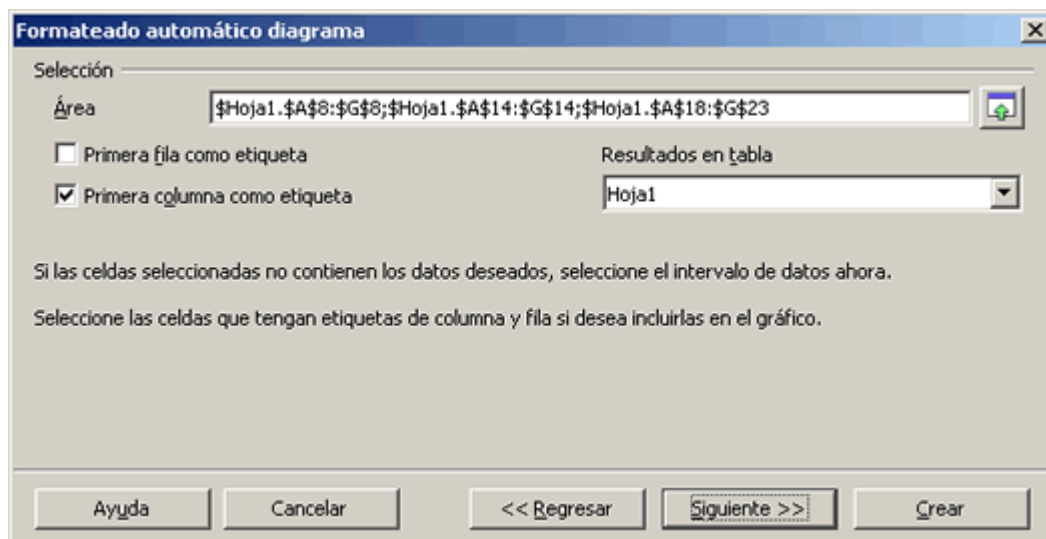 Formateado automático diagrama
Selección
Área $Hoja1.$A$8:$G$8;$Hoja1.$A$14:$G$14;$Hoja1.$A$18:$G$23
Primera fila como etiqueta Resultados en tabla
Primera columna como etiqueta Hoja1
Si las celdas seleccionadas no contienen los datos deseados, seleccione el intervalo de datos ahora.
Seleccione las celdas que tengan etiquetas de columna y fila si desea incluirlas en el gráfico.
Ayuda Cancelar << Regresar Siguiente >> Crear